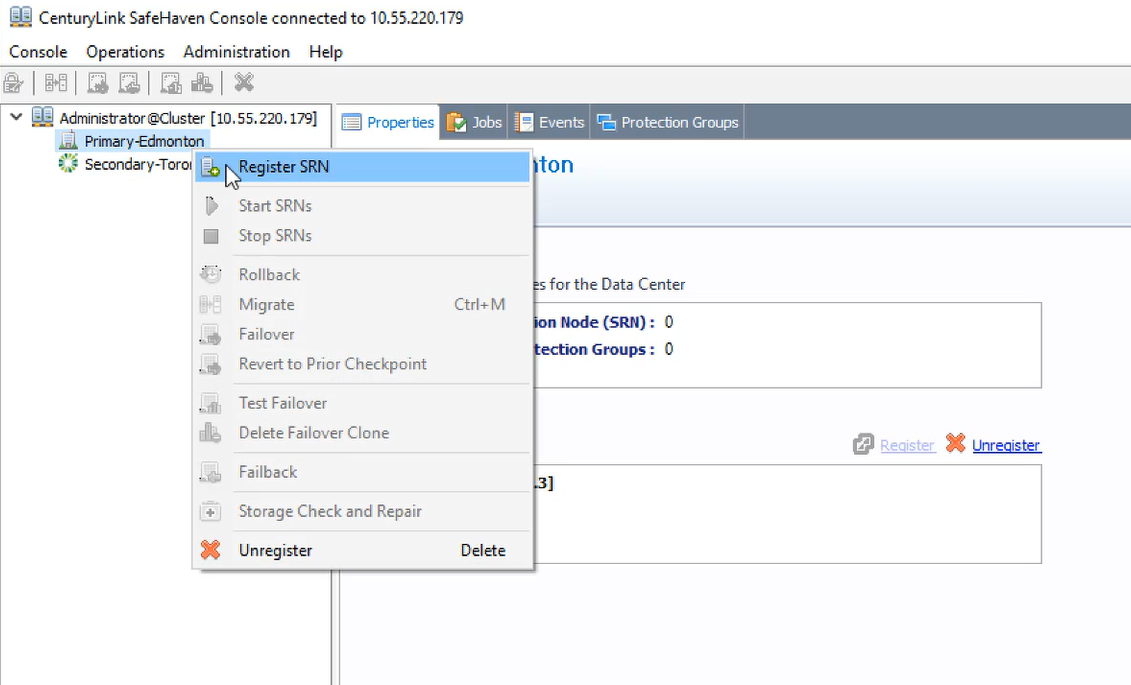 CenturyLink SafeHaven Console connected to 10.55.220.179
Console Operations Administration Help
Administrator@Cluster [10.55.220.179]
Primary-Edmonton
Secondary-Toron
Properties Jobs Events Protection Groups
nton
Register SRN
Start SRNs
Stop SRNs
Rollback
Migrate Ctrl+M
Failover
Revert to Prior Checkpoint
Test Failover
Delete Failover Clone
Failback
Storage Check and Repair
Unregister Delete
es for the Data Center
ion Node (SRN) : 0
tection Groups : 0
Register Unregister
.3]